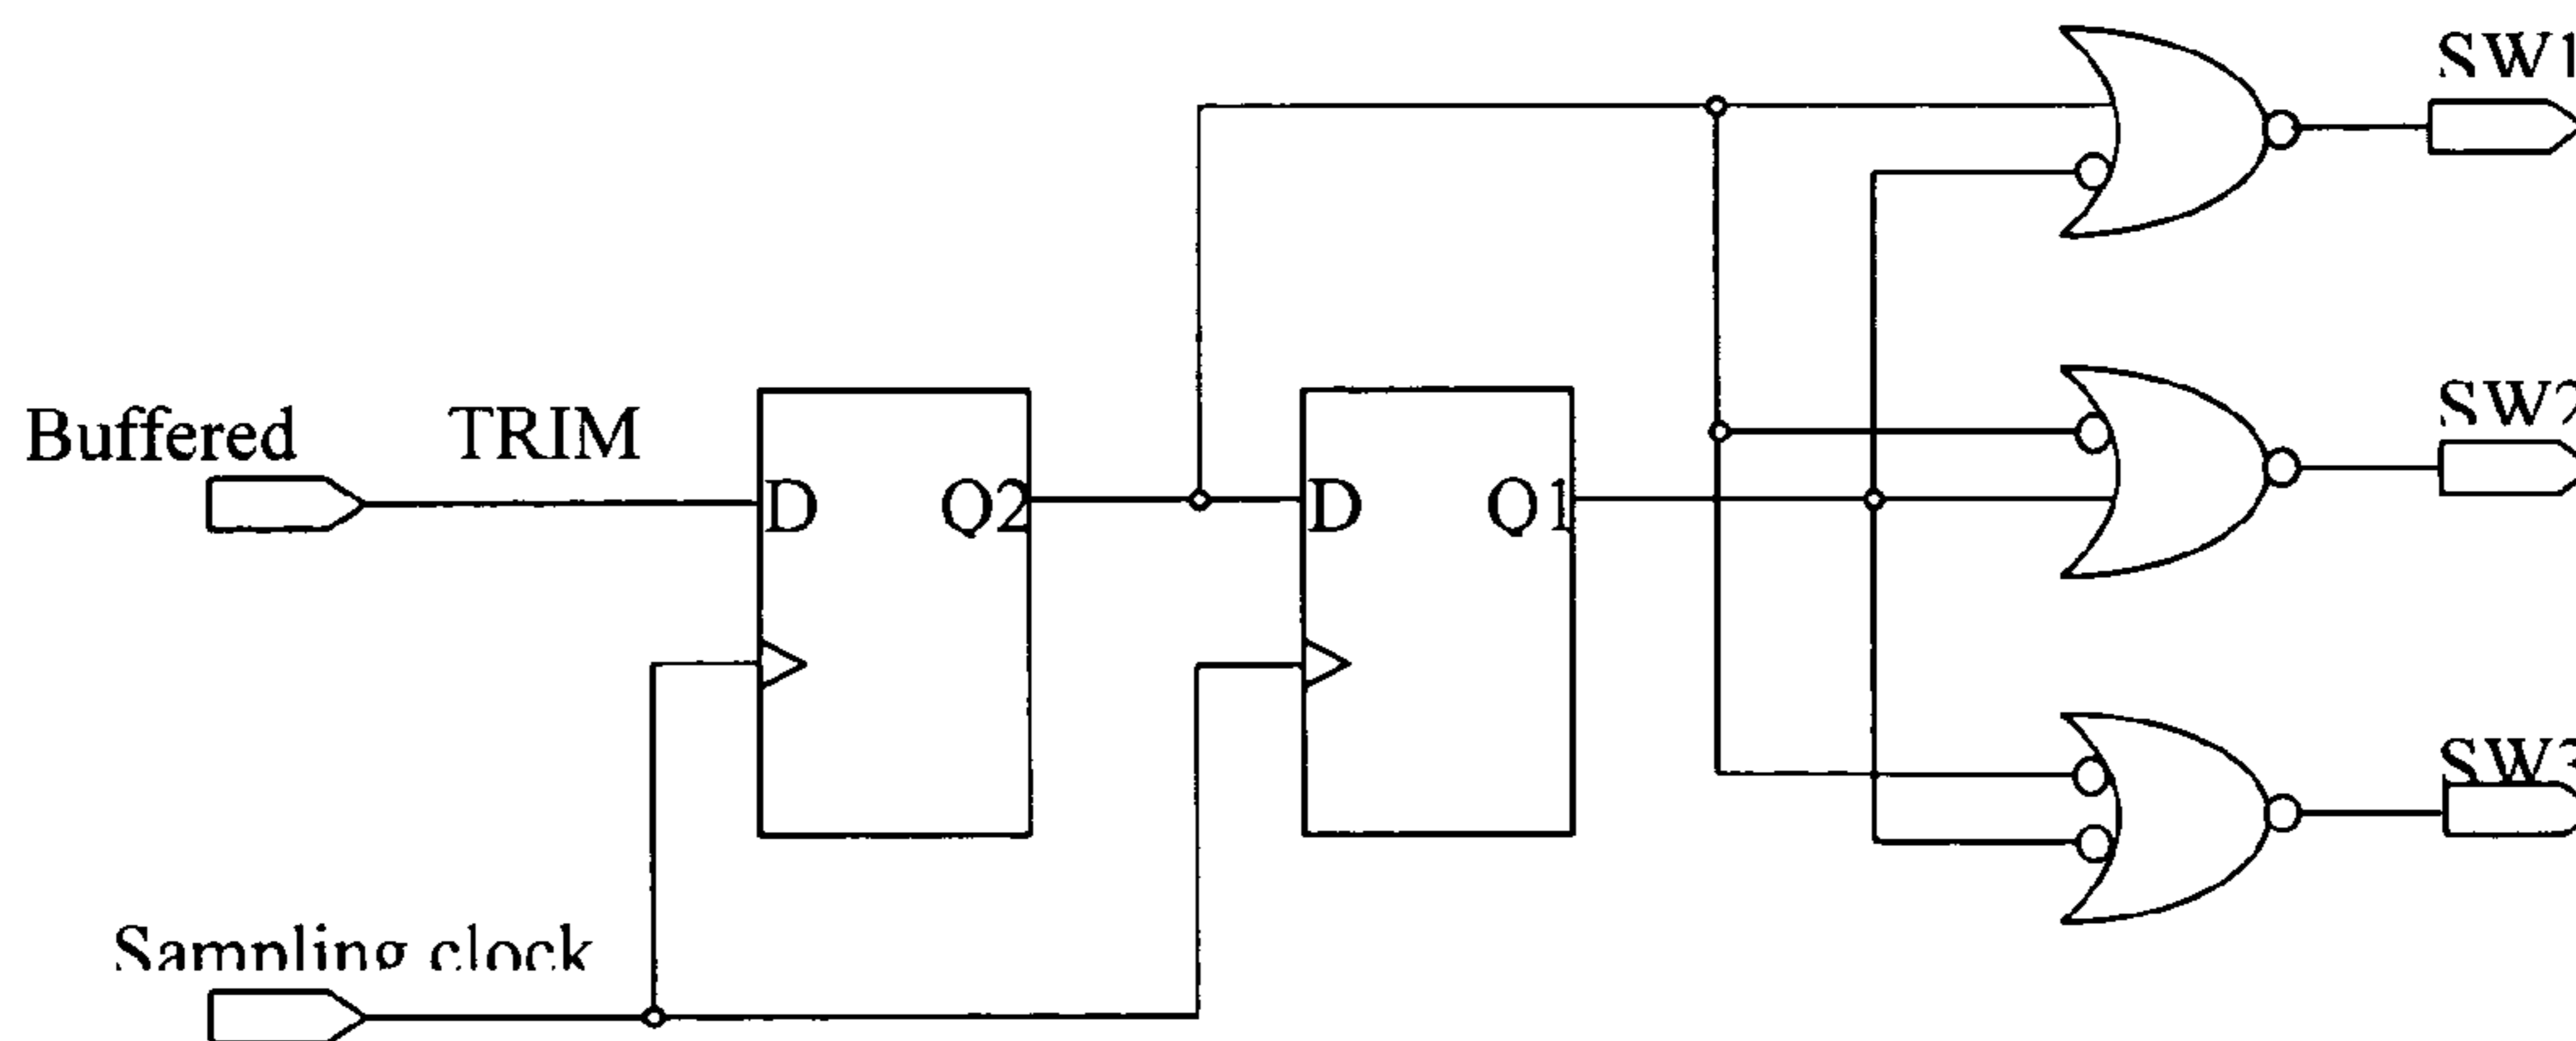 SW1
SW2
Buffered TRIM
D Q2 D Q1
SW3
Sampling clock